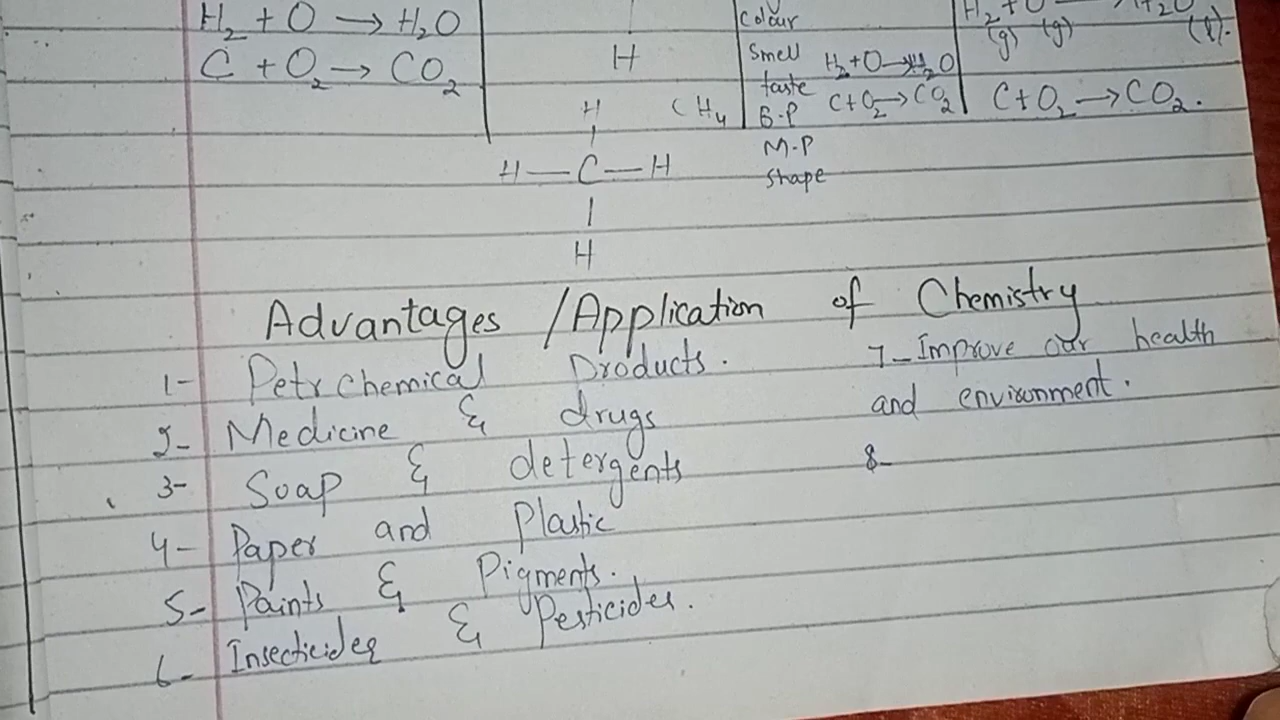 H₂ + O → H₂O
C + O₂ → CO₂
H
H
CH₄
H—C—H
H
Colour
Smell
taste
B.P
M.P
Shape
H₂+O→H₂O
C+O₂→CO₂
(g) (g) (l).
C+O₂→CO₂.
Advantages /Application of Chemistry
1- Petrchemical Products.
2- Medicine & drugs
3- Soap & detergents
4- Paper and Plastic
5- Paints & Pigments.
6- Insecticides & Pesticides.
7- Improve our health
and environment.
8-